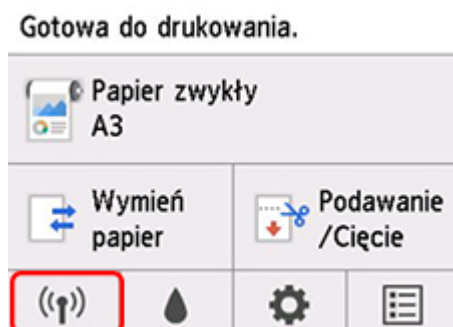 Gotowa do drukowania.
Papier zwykły
A3
Wymień
papier
Podawanie
/Cięcie